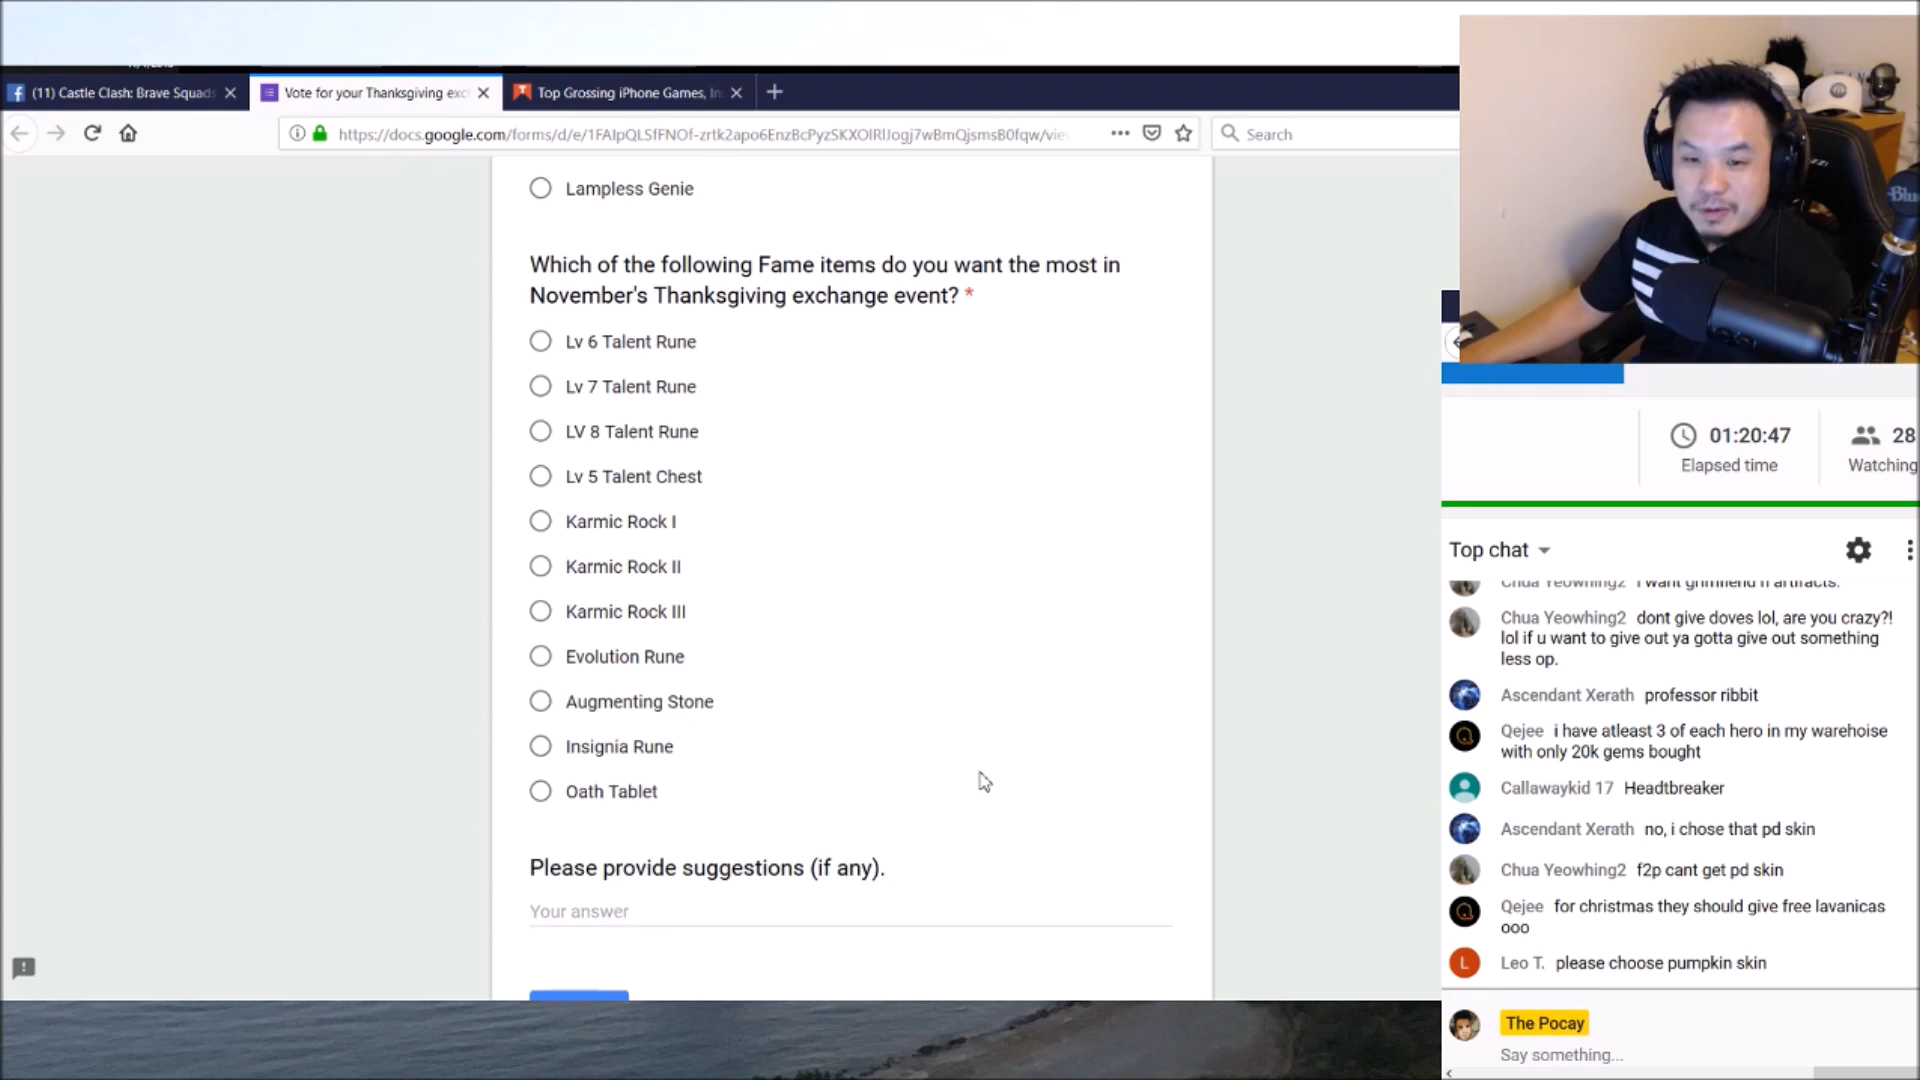 (11) Castle Clash: Brave Squads
Vote for your Thanksgiving exc
Top Grossing iPhone Games, In
https://docs.google.com/forms/d/e/
Search
Lampless Genie
Which of the following Fame items do you want the most in
November's Thanksgiving exchange event? *
Lv 6 Talent Rune
Lv 7 Talent Rune
LV 8 Talent Rune
Lv 5 Talent Chest
Karmic Rock I
Karmic Rock II
Karmic Rock III
Evolution Rune
Augmenting Stone
Insignia Rune
Oath Tablet
Please provide suggestions (if any).
Your answer
Blu
01:20:47
Elapsed time
28
Watching
Top chat
Chua Yeowhing2 i want
Chua Yeowhing2 dont give doves lol, are you crazy?!
lol if u want to give out ya gotta give out something
less op.
Ascendant Xerath professor ribbit
Qejee i have atleast 3 of each hero in my warehoise
with only 20k gems bought
Callawaykid 17 Headtbreaker
Ascendant Xerath no, i chose that pd skin
Chua Yeowhing2 f2p cant get pd skin
Qejee for christmas they should give free lavanicas
ooo
L
Leo T. please choose pumpkin skin
The Pocay
Say something...